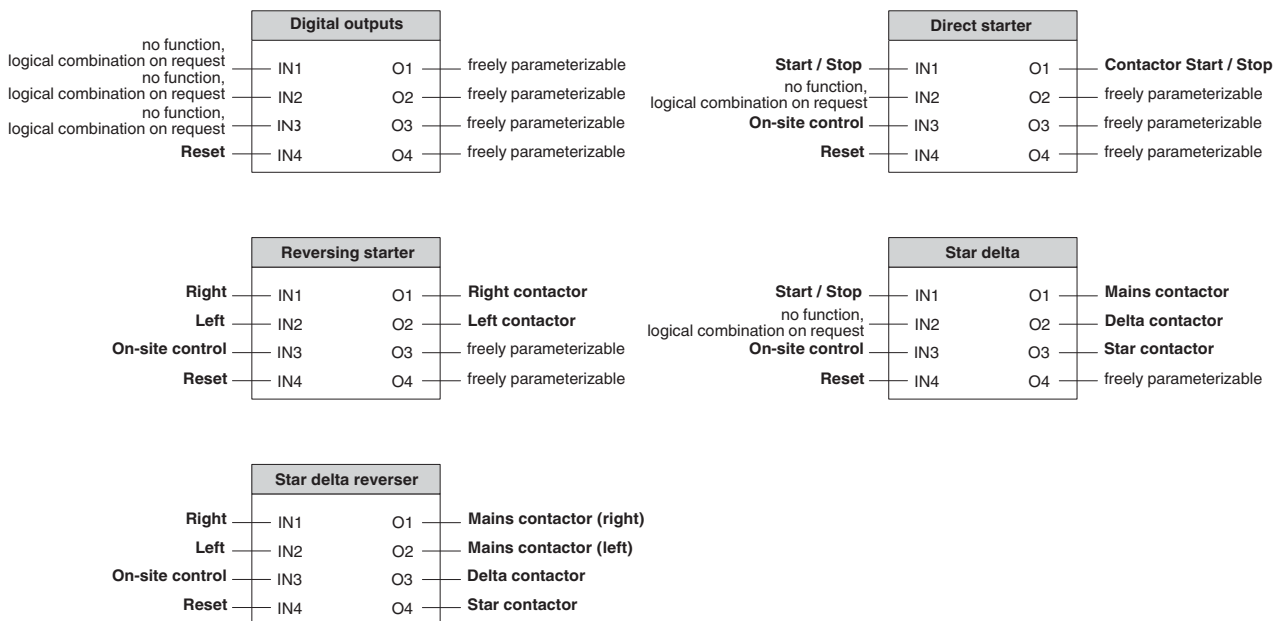 Digital outputs
no function,
logical combination on request
IN1
O1
freely parameterizable
no function,
logical combination on request
IN2
O2
freely parameterizable
no function,
logical combination on request
IN3
O3
freely parameterizable
Reset
IN4
O4
freely parameterizable
Direct starter
Start / Stop
IN1
O1
Contactor Start / Stop
no function,
logical combination on request
IN2
O2
freely parameterizable
On-site control
IN3
O3
freely parameterizable
Reset
IN4
O4
freely parameterizable
Reversing starter
Right
IN1
O1
Right contactor
Left
IN2
O2
Left contactor
On-site control
IN3
O3
freely parameterizable
Reset
IN4
O4
freely parameterizable
Star delta
Start / Stop
IN1
O1
Mains contactor
no function,
logical combination on request
IN2
O2
Delta contactor
On-site control
IN3
O3
Star contactor
Reset
IN4
O4
freely parameterizable
Star delta reverser
Right
IN1
O1
Mains contactor (right)
Left
IN2
O2
Mains contactor (left)
On-site control
IN3
O3
Delta contactor
Reset
IN4
O4
Star contactor